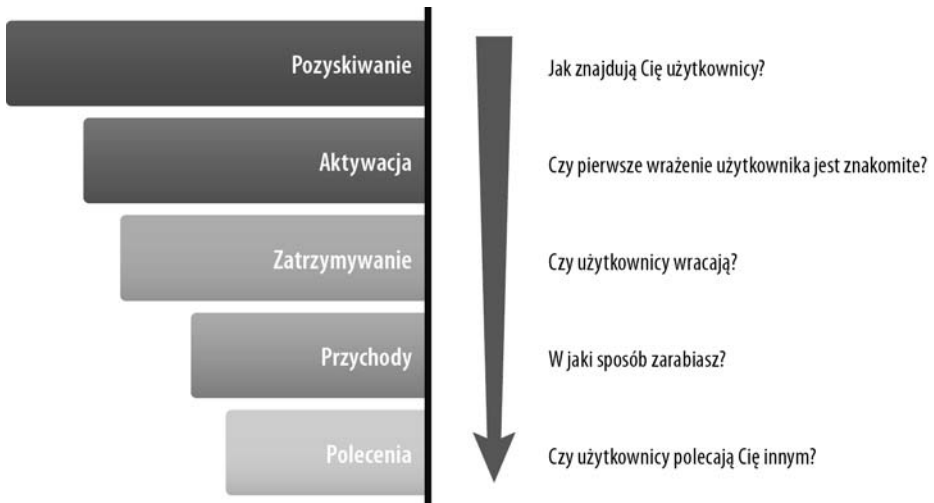 Pozyskiwanie
Jak znajdują Cię użytkownicy?
Aktywacja
Czy pierwsze wrażenie użytkownika jest znakomite?
Zatrzymywanie
Czy użytkownicy wracają?
Przychody
W jaki sposób zarabiasz?
Polecenia
Czy użytkownicy polecają Cię innym?